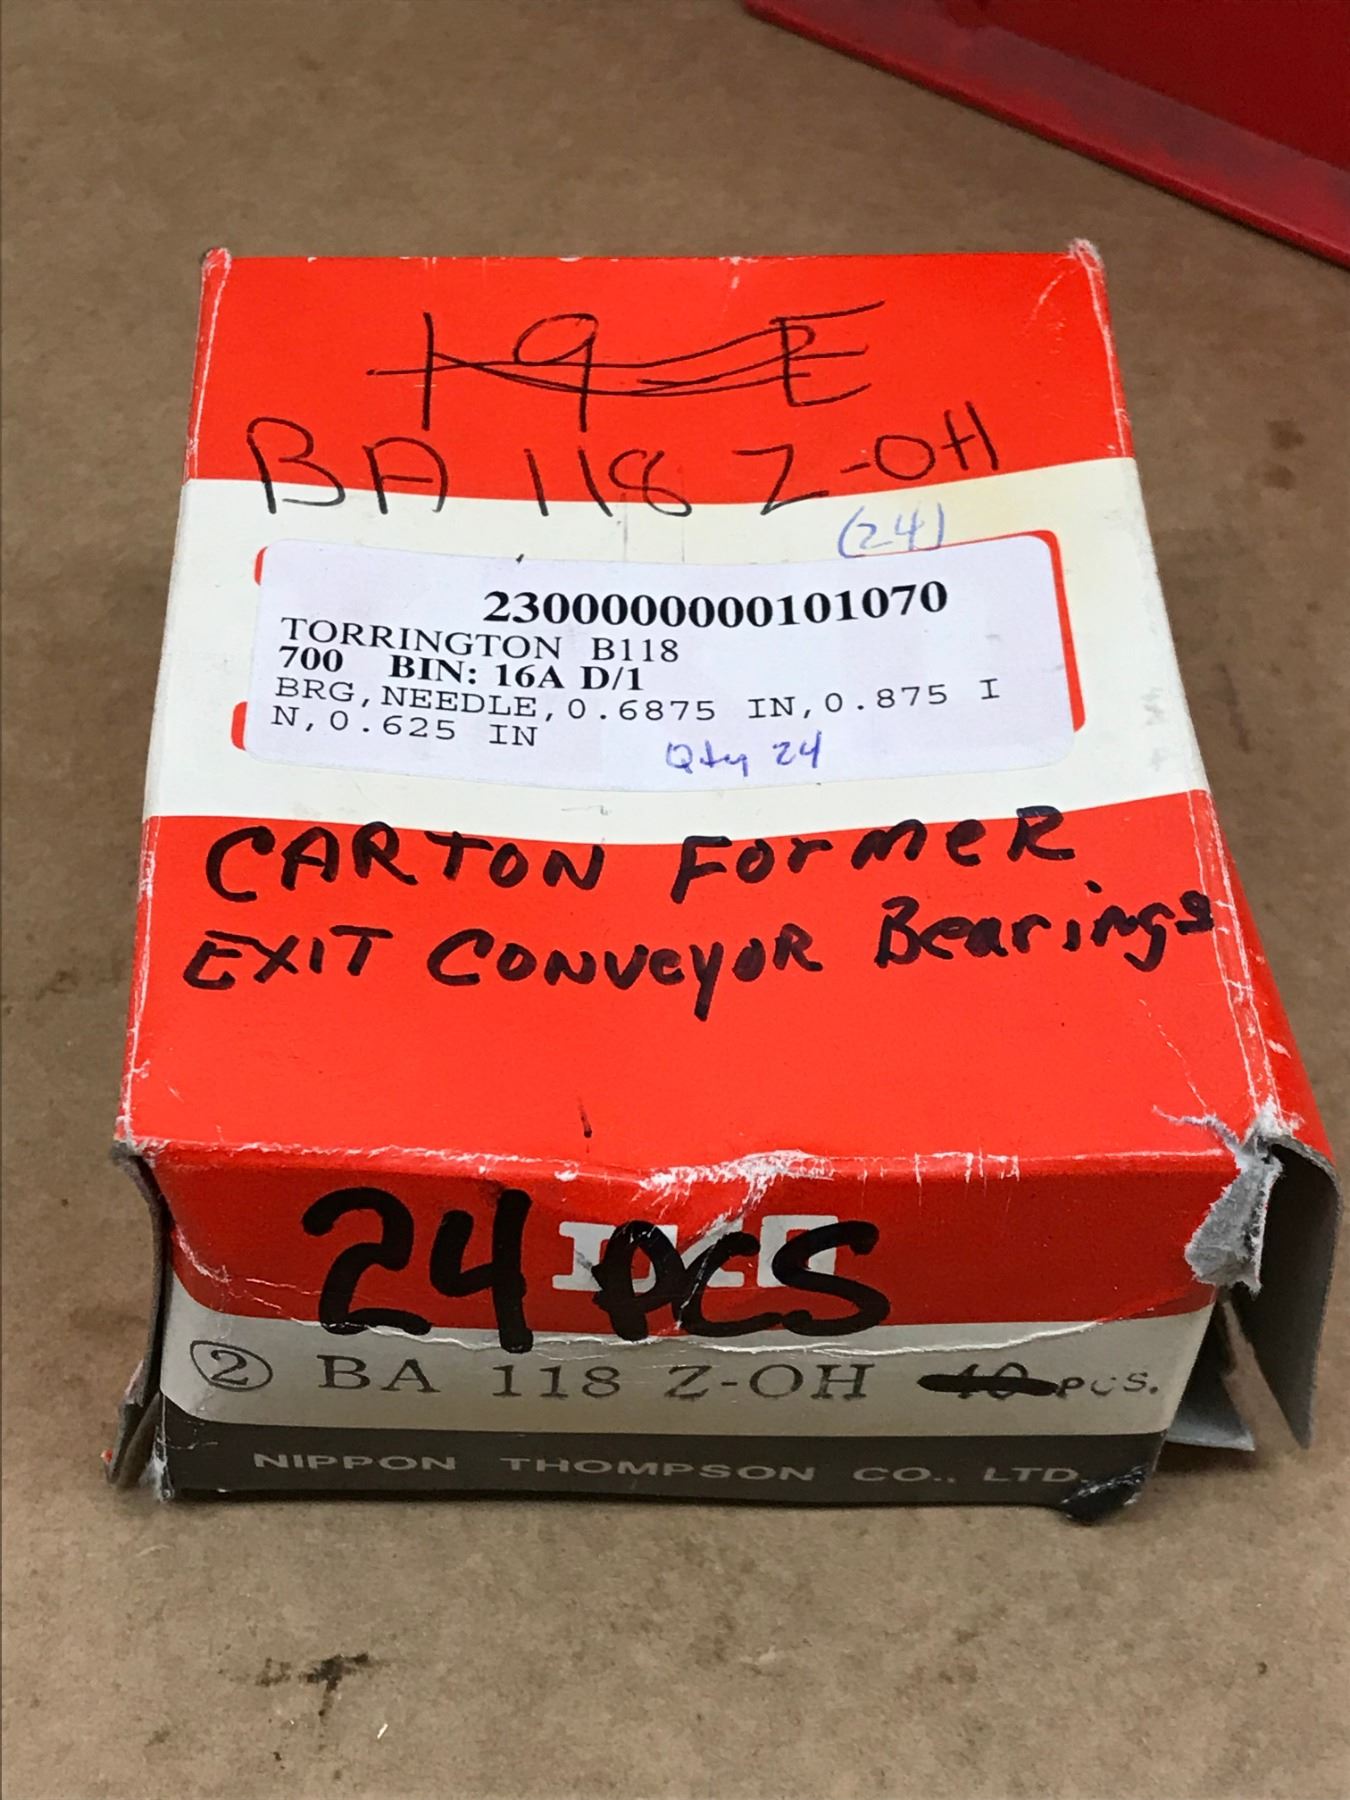 19E
BA 118 Z-OH
(24)
2300000000101070
TORRINGTON B118
700 BIN: 16A D/1
BRG,NEEDLE,0.6875 IN,0.875 I
N,0.625 IN
Qty 24
CARTON FORMER
EXIT CONVEYOR BEARINGS
24 PCS
② BA 118 Z-OH 40 PCS.
NIPPON THOMPSON CO., LTD.